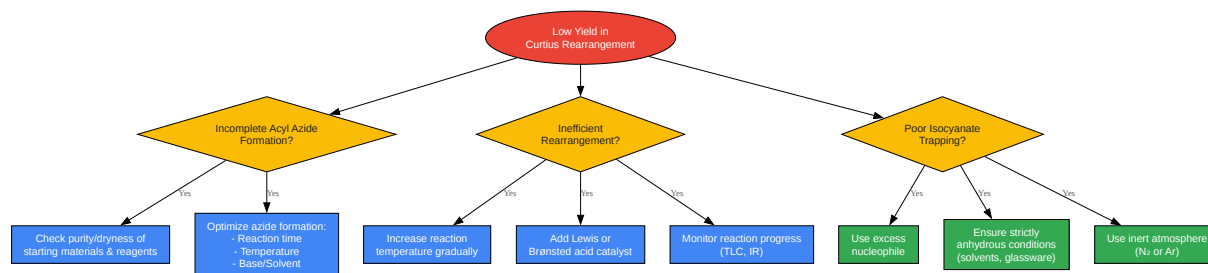 Low Yield in
Curtius Rearrangement
Incomplete Acyl Azide
Formation?
Inefficient
Rearrangement?
Poor Isocyanate
Trapping?
Yes
Yes
Yes
Yes
Yes
Yes
Yes
Yes
Check purity/dryness of
starting materials & reagents
Optimize azide formation:
- Reaction time
- Temperature
- Base/Solvent
Increase reaction
temperature gradually
Add Lewis or
Brønsted acid catalyst
Monitor reaction progress
(TLC, IR)
Use excess
nucleophile
Ensure strictly
anhydrous conditions
(solvents, glassware)
Use inert atmosphere
(N₂ or Ar)